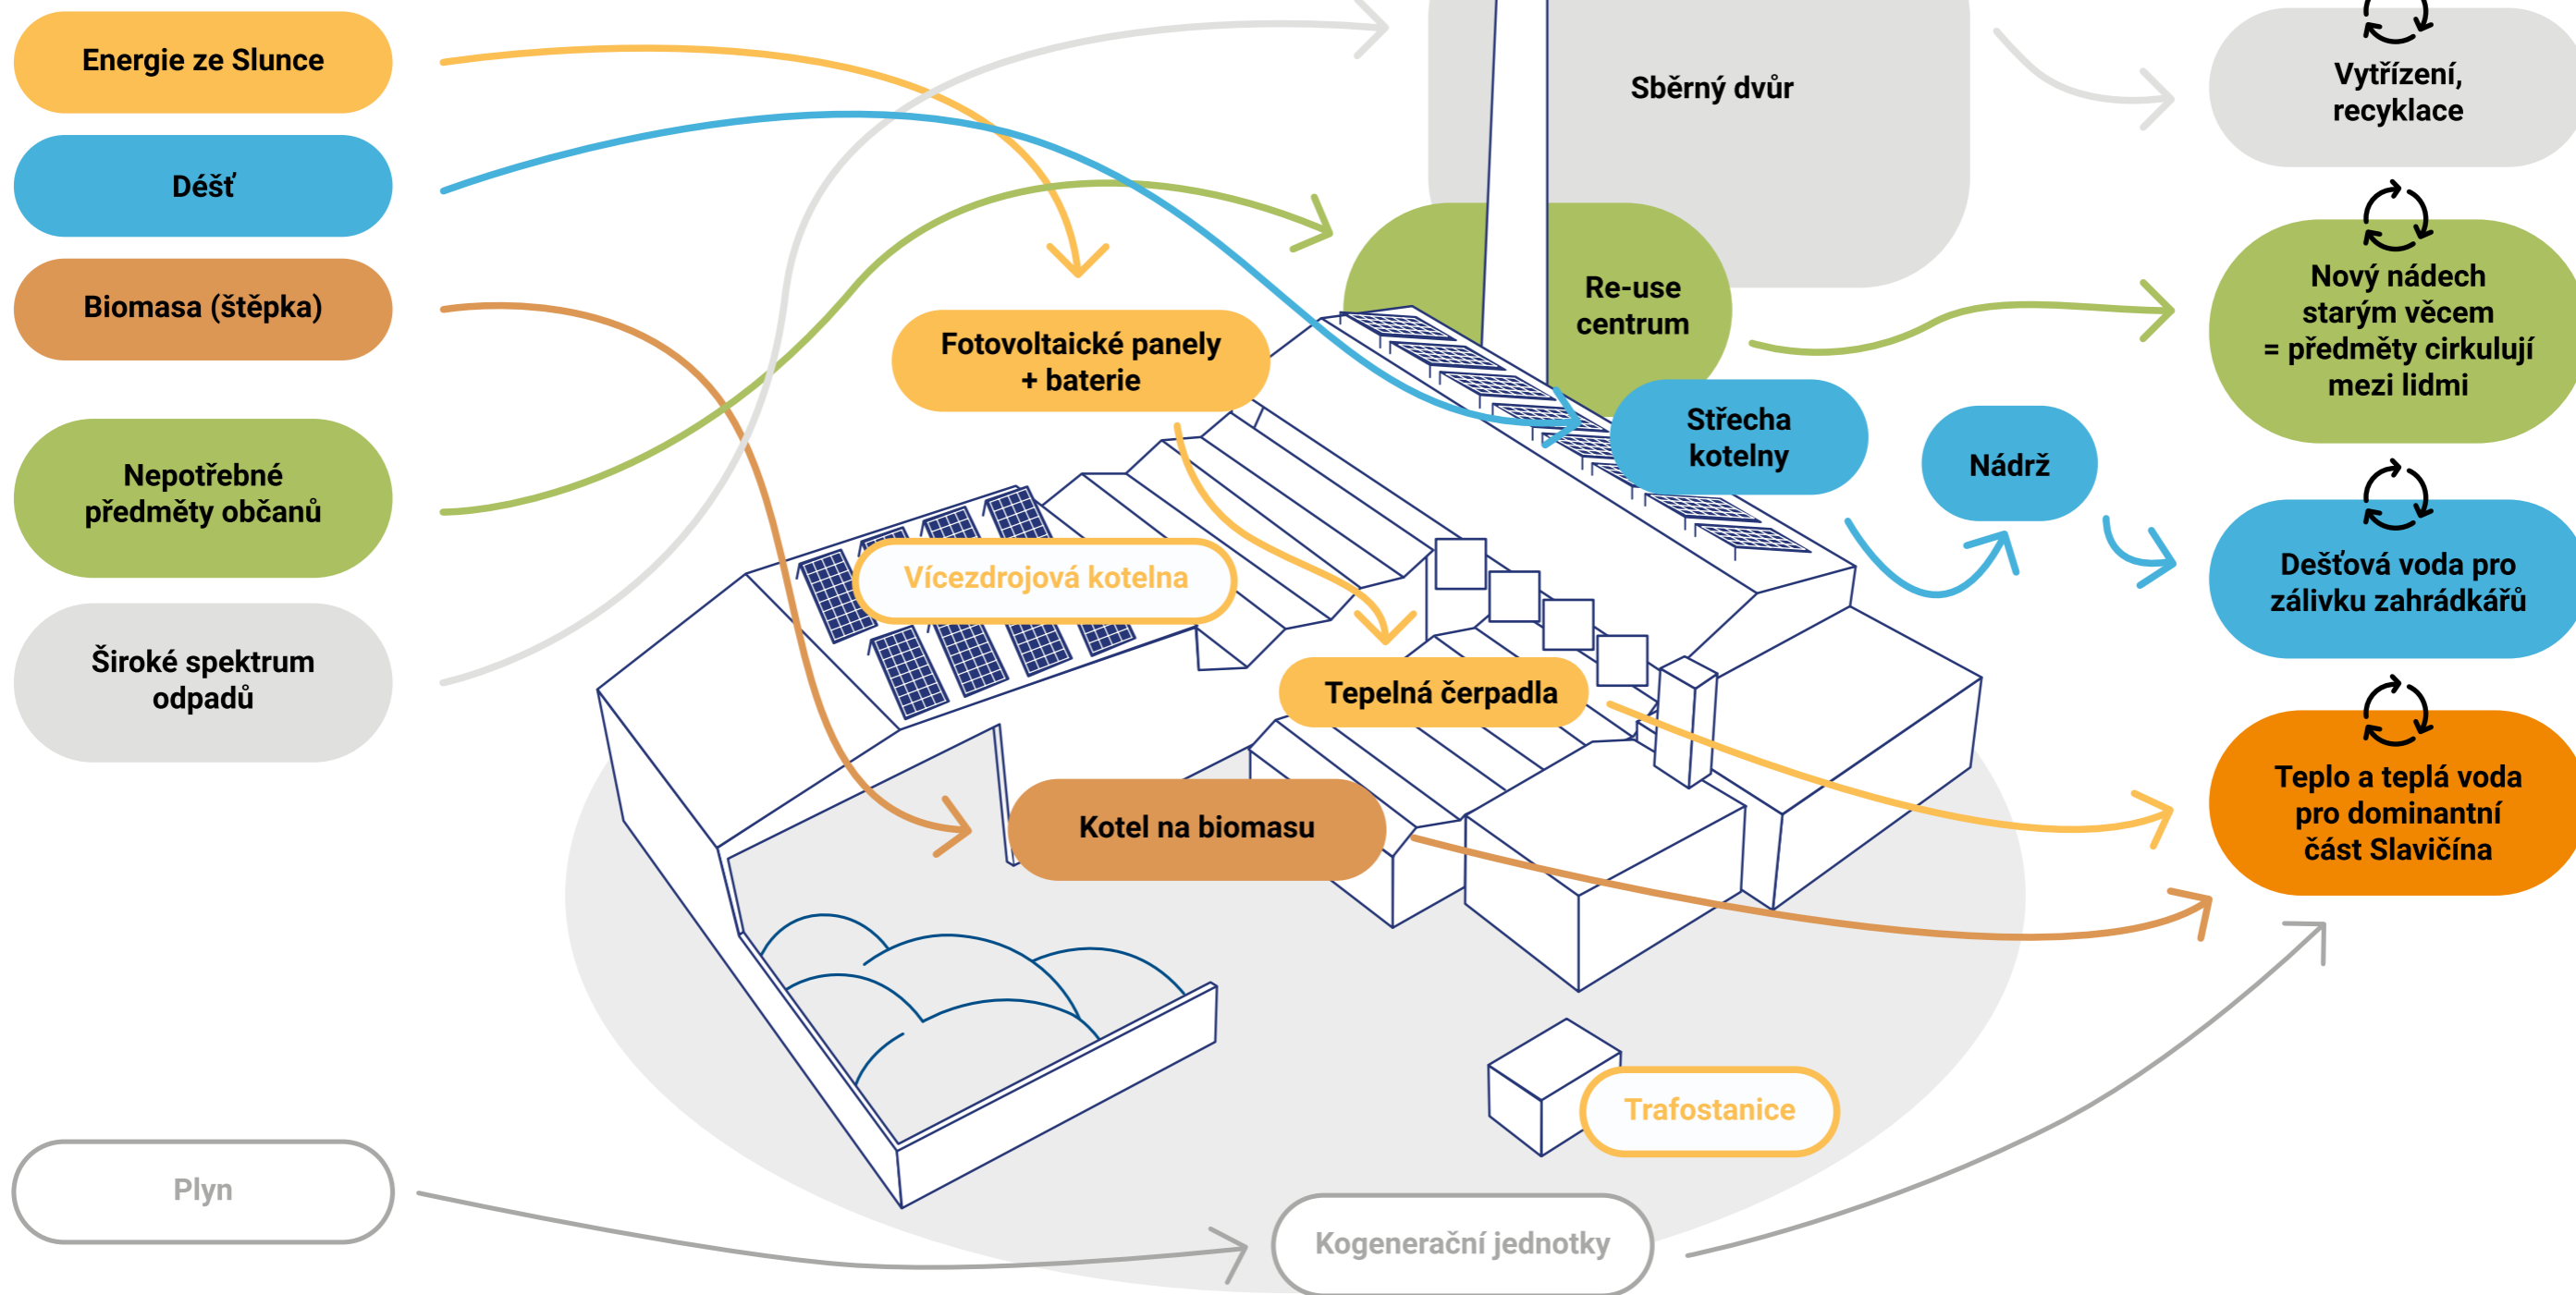 Energie ze Slunce
Déšť
Biomasa (štěpka)
Nepotřebné
předměty občanů
Široké spektrum
odpadů
Plyn
Sběrný dvůr
Re-use
centrum
Fotovoltaické panely
+ baterie
Střecha
kotelny
Nádrž
Vícezdrojová kotelna
Tepelná čerpadla
Kotel na biomasu
Trafostanice
Kogenerační jednotky
Vytřízení,
recyklace
Nový nádech
starým věcem
= předměty cirkulují
mezi lidmi
Dešťová voda pro
zálivku zahrádkářů
Teplo a teplá voda
pro dominantní
část Slavičína